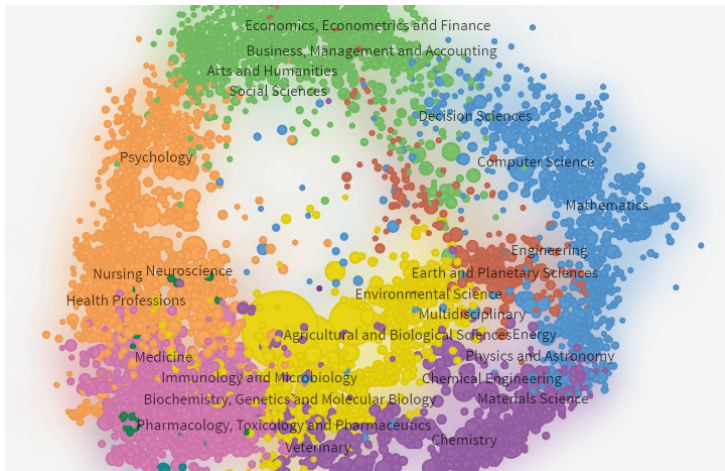 Economics, Econometrics and Finance
Business, Management and Accounting
Arts and Humanities
Social Sciences
Decision Sciences
Psychology
Computer Science
Mathematics
Engineering
Nursing
Neuroscience
Earth and Planetary Sciences
Health Professions
Environmental Science
Multidisciplinary
Agricultural and Biological Sciences
Energy
Medicine
Physics and Astronomy
Immunology and Microbiology
Chemical Engineering
Biochemistry, Genetics and Molecular Biology
Materials Science
Pharmacology, Toxicology and Pharmaceutics
Chemistry
Veterinary